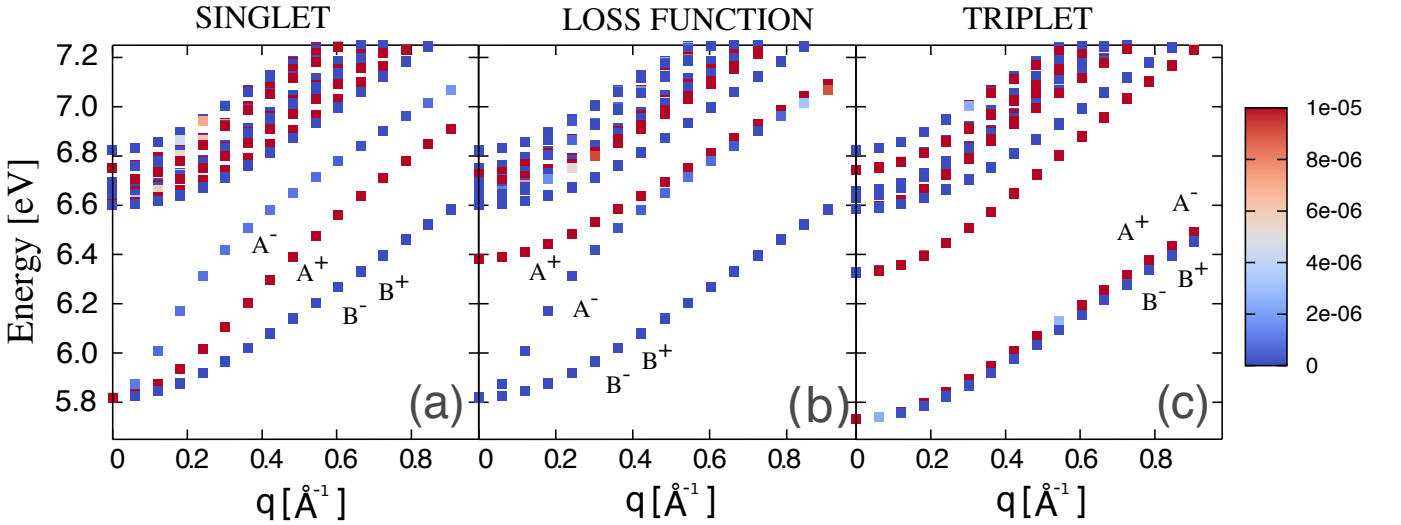 SINGLET LOSS FUNCTION TRIPLET
7.2
7.0
6.8
6.6
6.4
6.2
6.0
5.8
Energy [eV]
A-
A+
B-
B+
(a)
A+
A-
B-
B+
(b)
A-
A+
B+
B-
(c)
1e-05
8e-06
6e-06
4e-06
2e-06
0
0 0.2 0.4 0.6 0.8 0 0.2 0.4 0.6 0.8 0 0.2 0.4 0.6 0.8
q[Å-1] q[Å-1] q[Å-1]